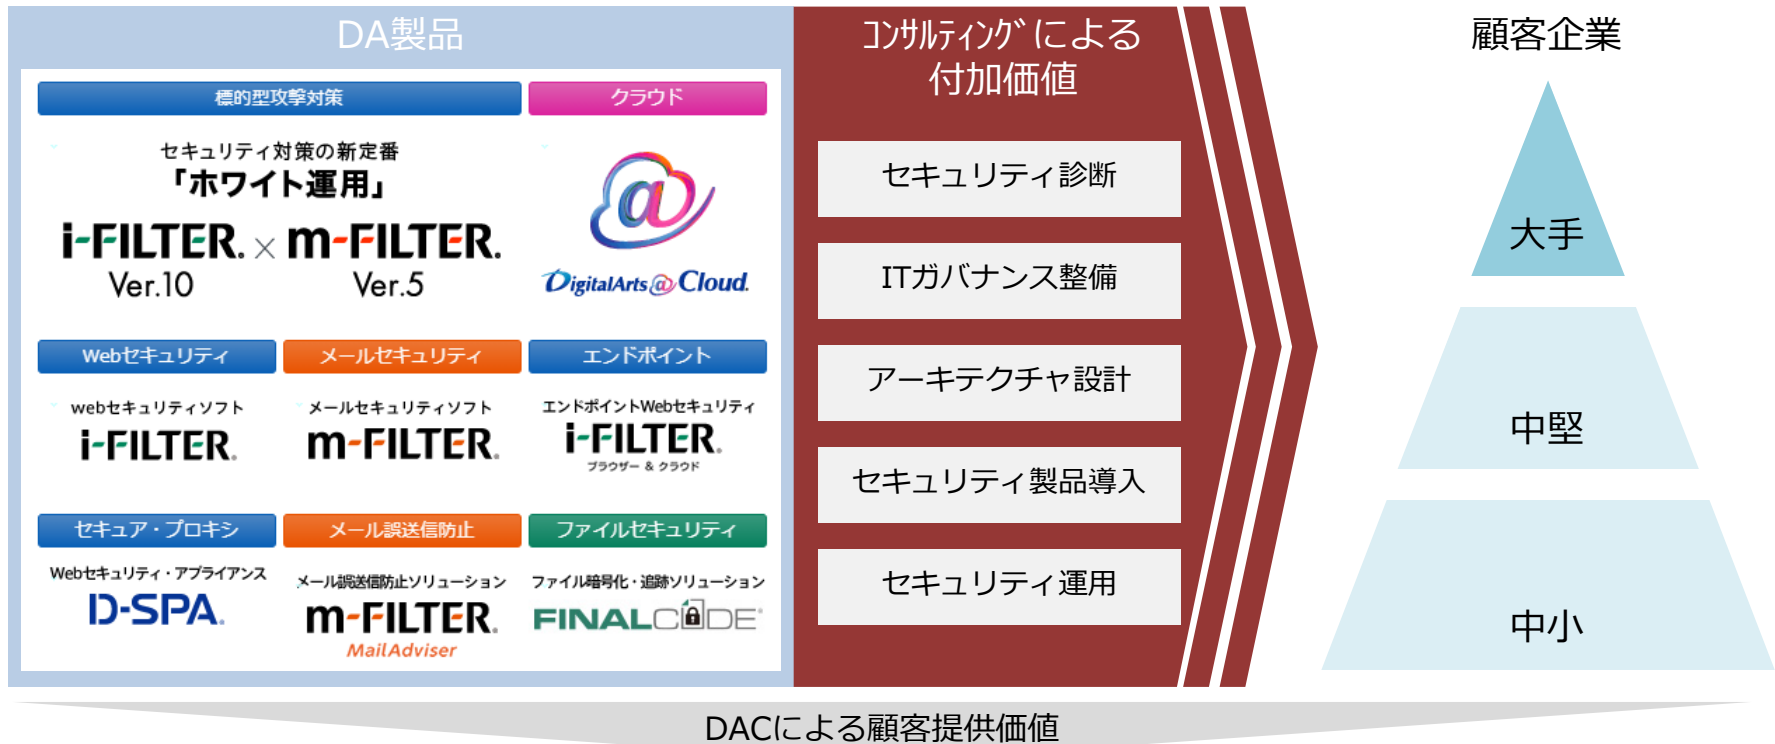 DA製品
標的型攻撃対策
クラウド
セキュリティ対策の新定番
「ホワイト運用」
i-FILTER. × m-FILTER.
Ver.10
Ver.5
DigitalArts@Cloud.
Webセキュリティ
メールセキュリティ
エンドポイント
webセキュリティソフト
i-FILTER.
メールセキュリティソフト
m-FILTER.
エンドポイントWebセキュリティ
i-FILTER.
ブラウザー & クラウド
セキュア・プロキシ
メール誤送信防止
ファイルセキュリティ
Webセキュリティ・アプライアンス
D-SPA.
メール誤送信防止ソリューション
m-FILTER.
MailAdviser
ファイル暗号化・追跡ソリューション
FINALCODE
ｺﾝｻﾙﾃｨﾝｸﾞによる
付加価値
セキュリティ診断
ITガバナンス整備
アーキテクチャ設計
セキュリティ製品導入
セキュリティ運用
顧客企業
大手
中堅
中小
DACによる顧客提供価値